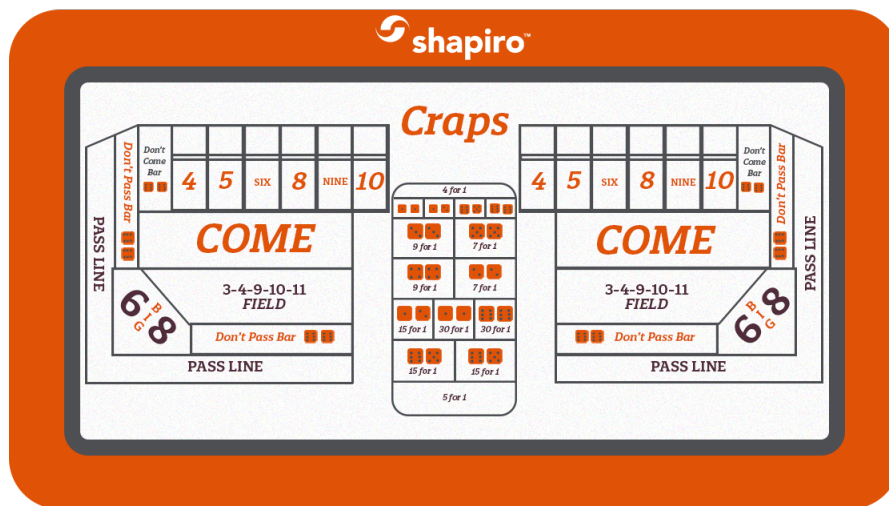 shapiro™
Craps
Don't
Come
Bar
4 5 SIX 8 NINE 10
Don't Pass Bar
PASS LINE
COME
3-4-9-10-11
FIELD
6 8
BIG
Don't Pass Bar
PASS LINE
4 for 1
9 for 1 7 for 1
9 for 1 7 for 1
15 for 1 30 for 1 30 for 1
15 for 1 15 for 1
5 for 1
4 5 SIX 8 NINE 10
Don't
Come
Bar
Don't Pass Bar
PASS LINE
COME
3-4-9-10-11
FIELD
6 8
BIG
Don't Pass Bar
PASS LINE